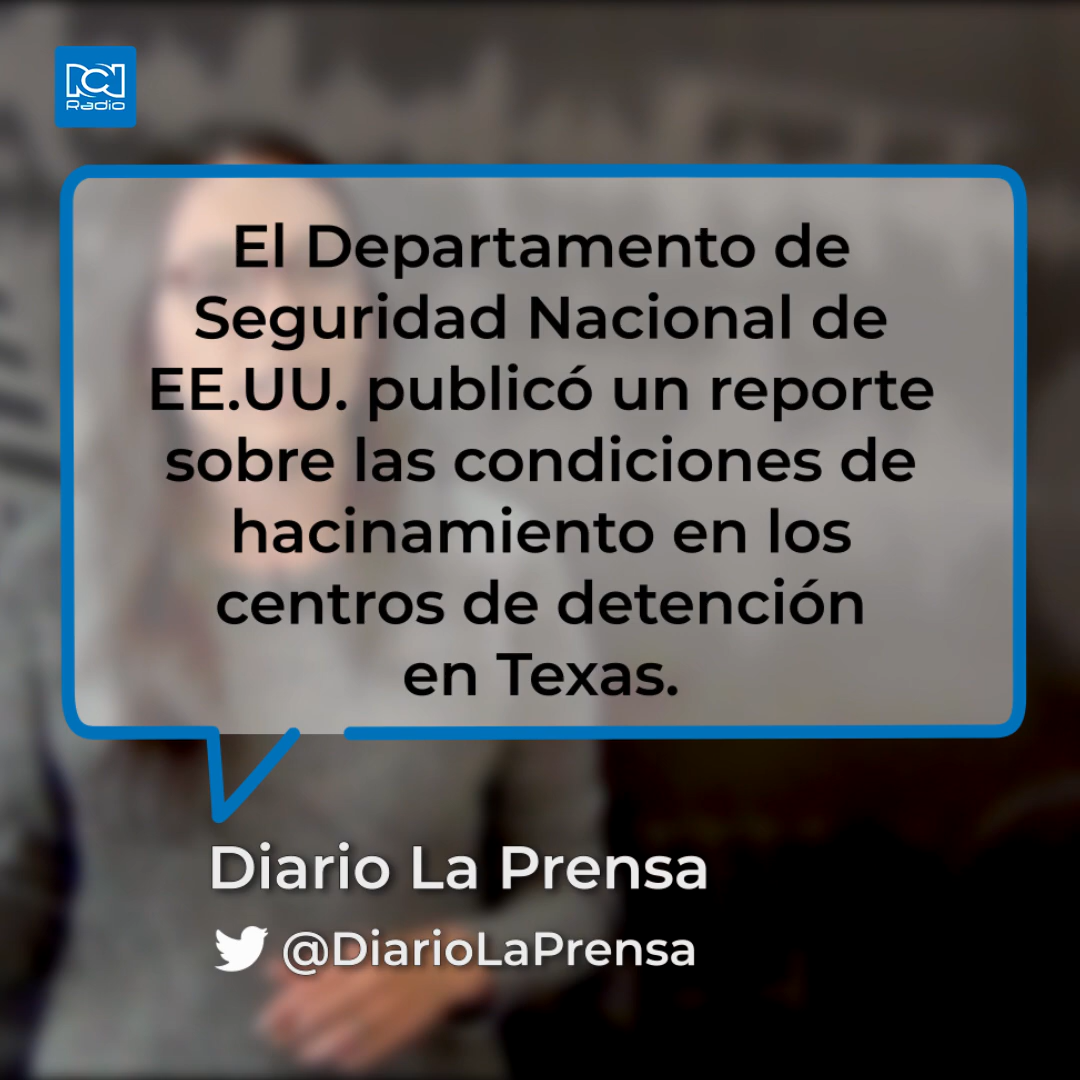 RCN
Radio
El Departamento de
Seguridad Nacional de
EE.UU. publicó un reporte
sobre las condiciones de
hacinamiento en los
centros de detención
en Texas.
Diario La Prensa
@DiarioLaPrensa